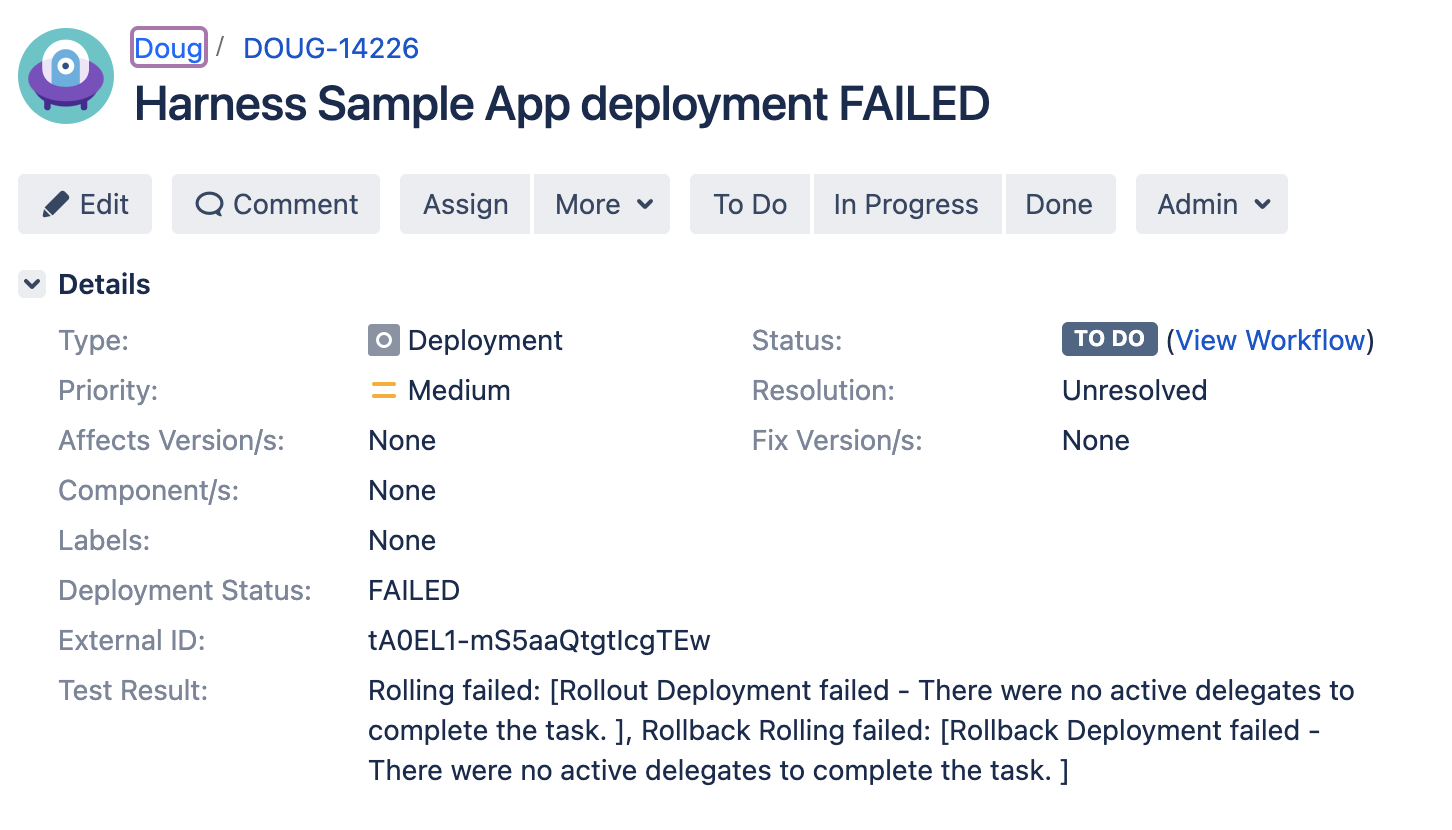 Doug / DOUG-14226
Harness Sample App deployment FAILED
Edit Comment Assign More To Do In Progress Done Admin
Details
Type: Deployment Status: TO DO (View Workflow)
Priority: Medium Resolution: Unresolved
Affects Version/s: None Fix Version/s: None
Component/s: None
Labels: None
Deployment Status: FAILED
External ID: tA0EL1-mS5aaQtgtIcgTEw
Test Result: Rolling failed: [Rollout Deployment failed - There were no active delegates to
complete the task. ], Rollback Rolling failed: [Rollback Deployment failed -
There were no active delegates to complete the task. ]